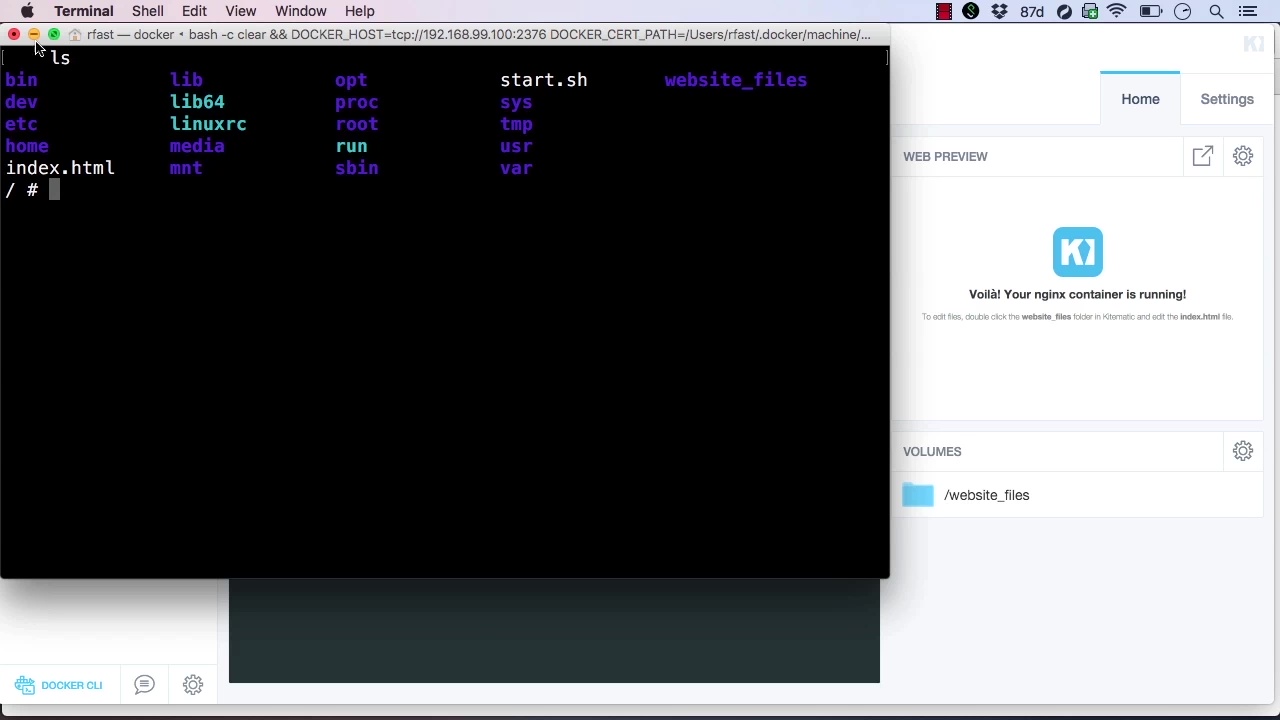 Terminal Shell Edit View Window Help 87d
rfast — docker ‹ bash -c clear && DOCKER_HOST=tcp://192.168.99.100:2376 DOCKER_CERT_PATH=/Users/rfast/.docker/machine/...
ls
bin lib opt start.sh website_files
dev lib64 proc sys
etc linuxrc root tmp
home media run usr
index.html mnt sbin var
/ #
Home Settings
WEB PREVIEW
Voilà! Your nginx container is running!
To edit files, double click the website_files folder in Kitematic and edit the index.html file.
VOLUMES
/website_files
DOCKER CLI